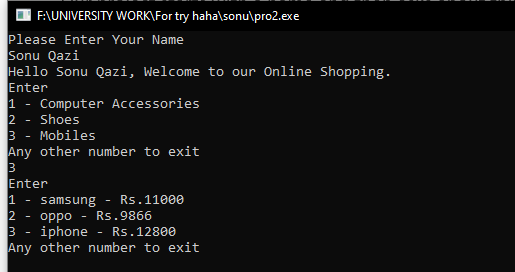 F:\UNIVERSITY WORK\For try haha\sonu\pro2.exe
Please Enter Your Name
Sonu Qazi
Hello Sonu Qazi, Welcome to our Online Shopping.
Enter
1 - Computer Accessories
2 - Shoes
3 - Mobiles
Any other number to exit
3
Enter
1 - samsung - Rs.11000
2 - oppo - Rs.9866
3 - iphone - Rs.12800
Any other number to exit